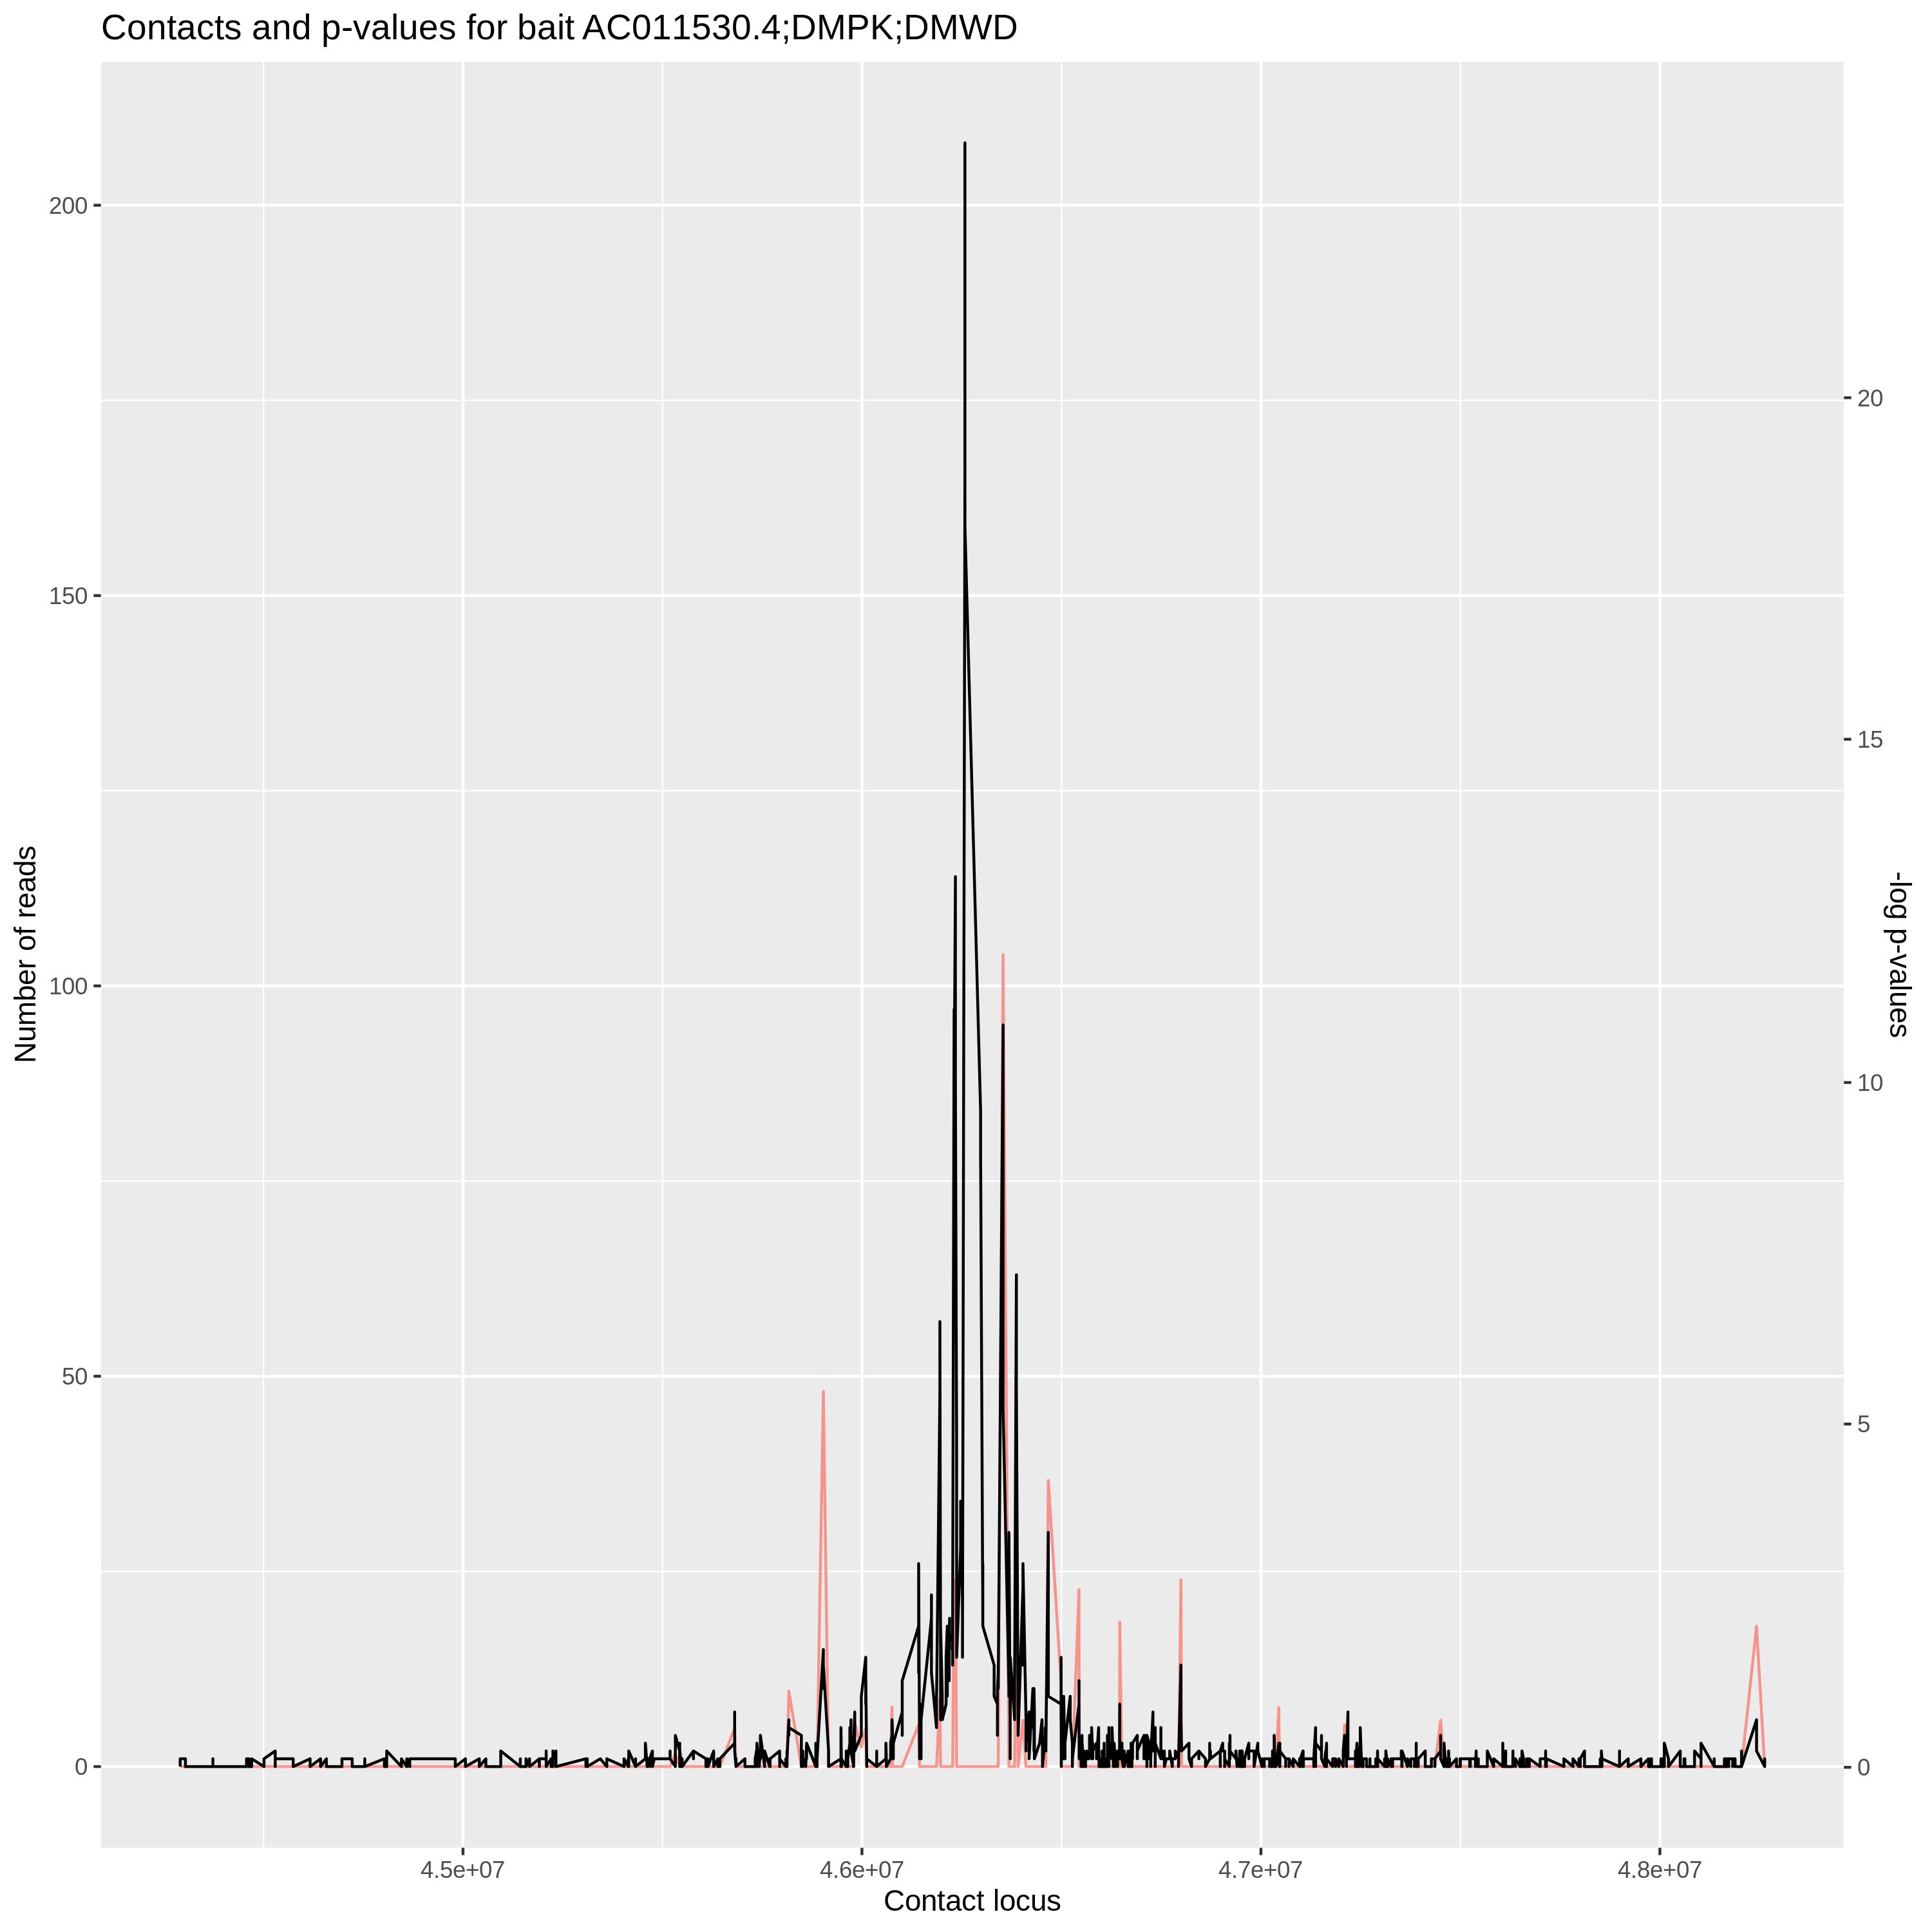 Contacts and p-values for bait AC011530.4;DMPK;DMWD
200
150
100
50
0
Number of reads
20
15
10
5
0
-log p-values
4.5e+07
4.6e+07
4.7e+07
4.8e+07
Contact locus